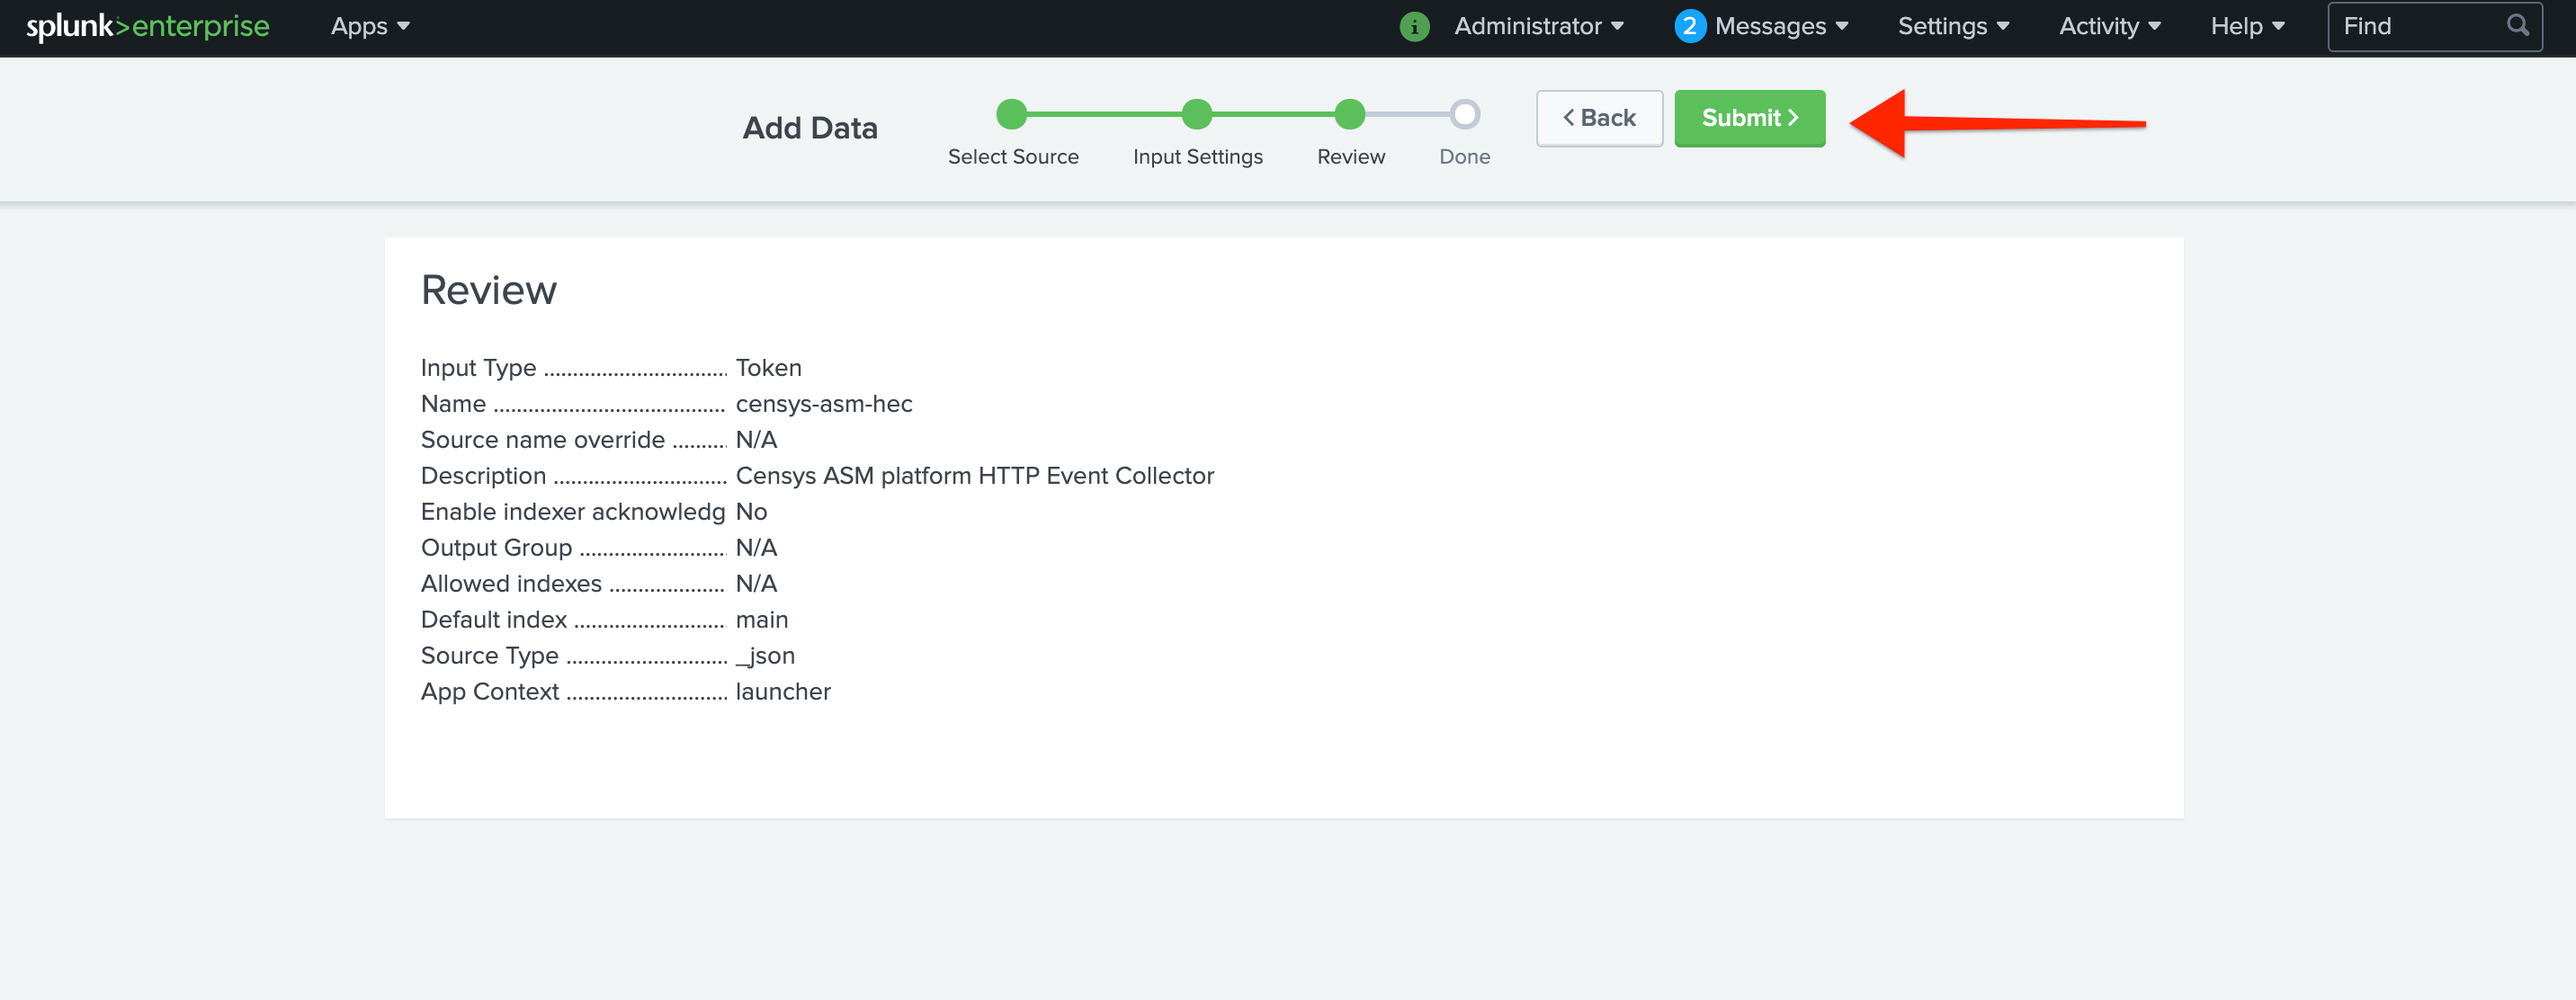 splunk>enterprise Apps i Administrator 2 Messages Settings Activity Help Find
Add Data
Select Source Input Settings Review Done
< Back Submit >
Review
Input Type ................................ Token
Name ........................................ censys-asm-hec
Source name override .......... N/A
Description .............................. Censys ASM platform HTTP Event Collector
Enable indexer acknowledg No
Output Group ......................... N/A
Allowed indexes .................... N/A
Default index .......................... main
Source Type ............................ _json
App Context ............................ launcher